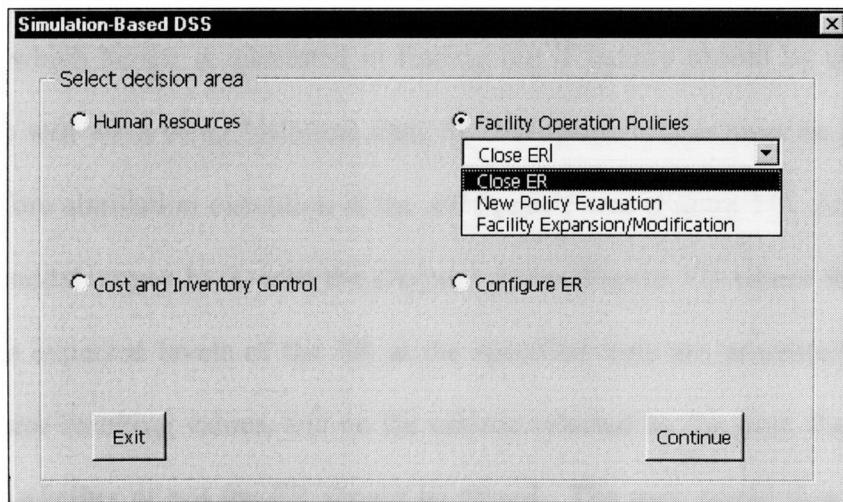 Simulation-Based DSS
Select decision area
Human Resources
Facility Operation Policies
Close ER
Close ER
New Policy Evaluation
Facility Expansion/Modification
Cost and Inventory Control
Configure ER
Exit
Continue